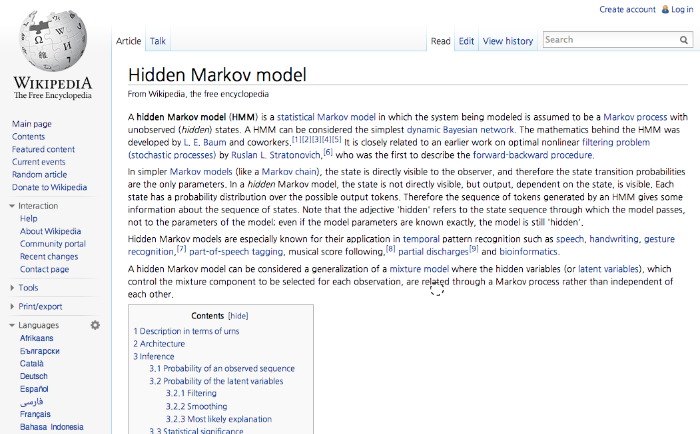 Create account Log in
WIKIPEDIA
The Free Encyclopedia
Article Talk Read Edit View history Search
Hidden Markov model
From Wikipedia, the free encyclopedia
A hidden Markov model (HMM) is a statistical Markov model in which the system being modeled is assumed to be a Markov process with
unobserved (hidden) states. A HMM can be considered the simplest dynamic Bayesian network. The mathematics behind the HMM was
developed by L. E. Baum and coworkers.[1][2][3][4][5] It is closely related to an earlier work on optimal nonlinear filtering problem
(stochastic processes) by Ruslan L. Stratonovich,[6] who was the first to describe the forward-backward procedure.
In simpler Markov models (like a Markov chain), the state is directly visible to the observer, and therefore the state transition probabilities
are the only parameters. In a hidden Markov model, the state is not directly visible, but output, dependent on the state, is visible. Each
state has a probability distribution over the possible output tokens. Therefore the sequence of tokens generated by an HMM gives some
information about the sequence of states. Note that the adjective 'hidden' refers to the state sequence through which the model passes,
not to the parameters of the model; even if the model parameters are known exactly, the model is still 'hidden'.
Hidden Markov models are especially known for their application in temporal pattern recognition such as speech, handwriting, gesture
recognition,[7] part-of-speech tagging, musical score following,[8] partial discharges[9] and bioinformatics.
A hidden Markov model can be considered a generalization of a mixture model where the hidden variables (or latent variables), which
control the mixture component to be selected for each observation, are related through a Markov process rather than independent of
each other.
Contents [hide]
1 Description in terms of urns
2 Architecture
3 Inference
3.1 Probability of an observed sequence
3.2 Probability of the latent variables
3.2.1 Filtering
3.2.2 Smoothing
3.2.3 Most likely explanation
3.3 Statistical significance
Main page
Contents
Featured content
Current events
Random article
Donate to Wikipedia
Interaction
Help
About Wikipedia
Community portal
Recent changes
Contact page
Tools
Print/export
Languages
Afrikaans
Български
Català
Deutsch
Español
فارسی
Français
Bahasa Indonesia